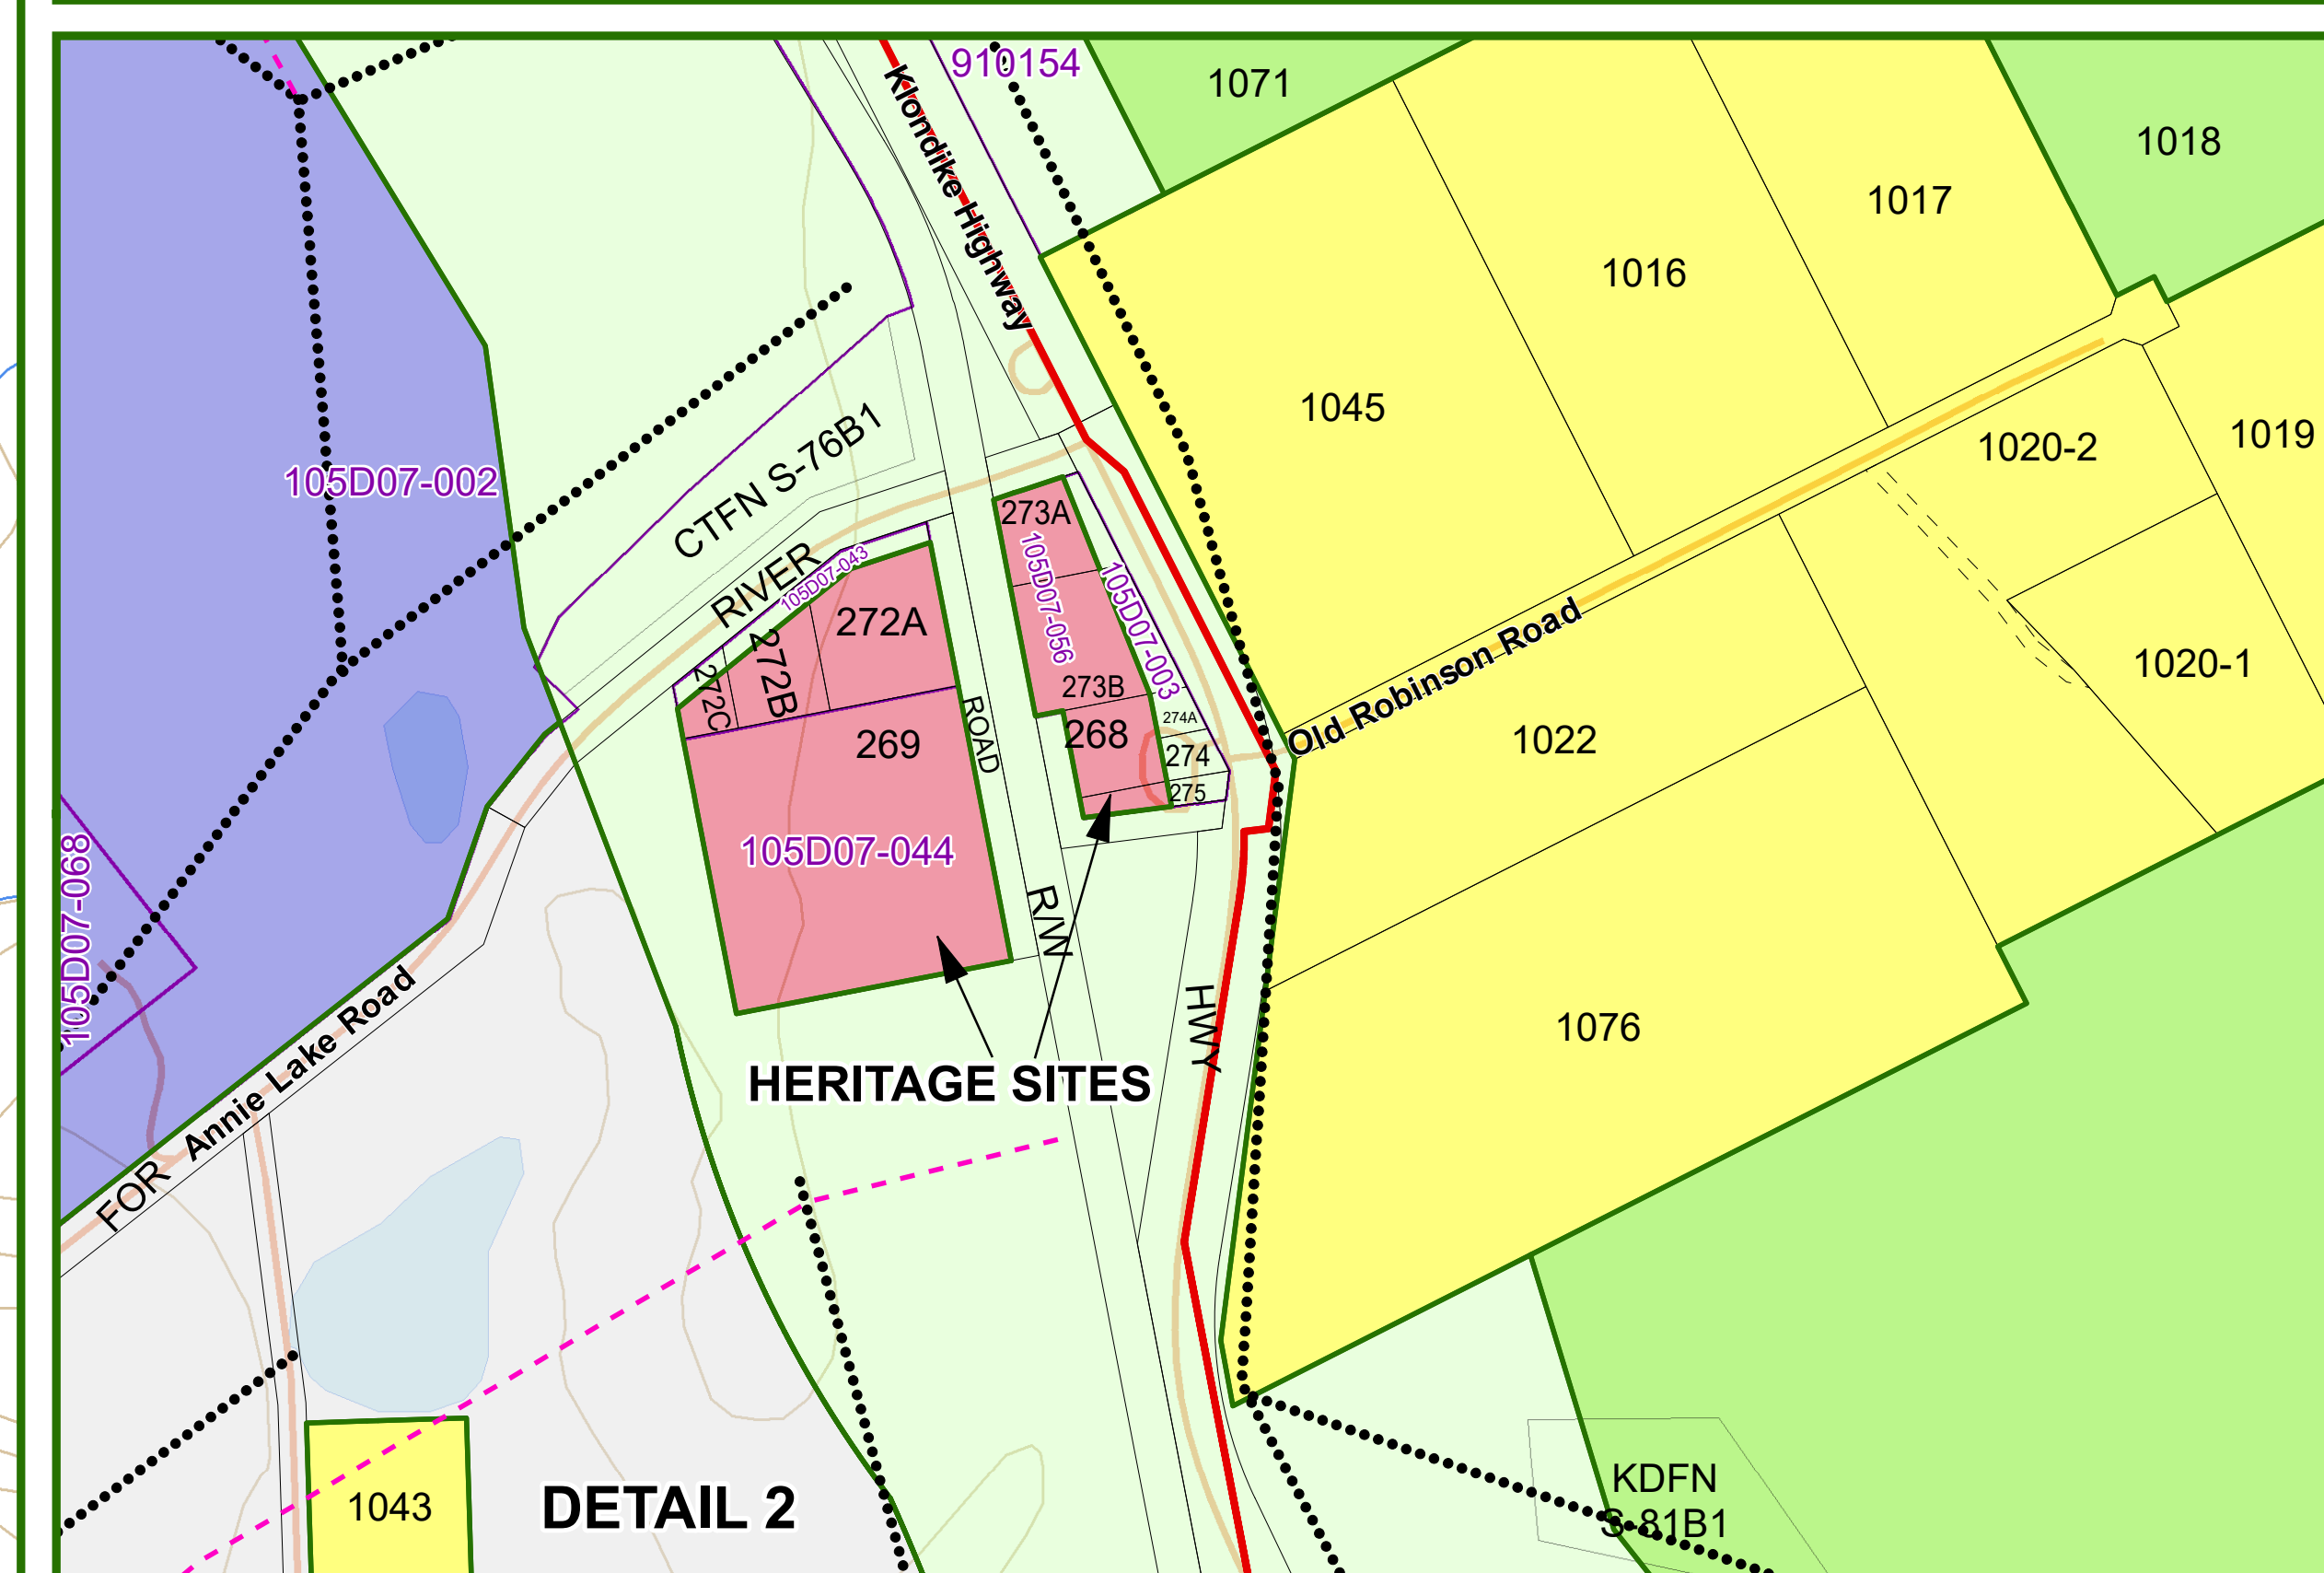 910154
Klondike Highway
1071
1018
1017
1016
1045
1019
1020-2
105D07-002
CTFN S-76B1
273A
RIVER
105D07-043
272A
105D07-056
105D07-003
272B
272C
273B
268
274A
274
275
269
ROAD
Old Robinson Road
1022
1020-1
105D07-044
105D07-068
R/W
Annie Lake Road
FOR
HWY
1076
HERITAGE SITES
KDFN
S-81B1
1043
DETAIL 2